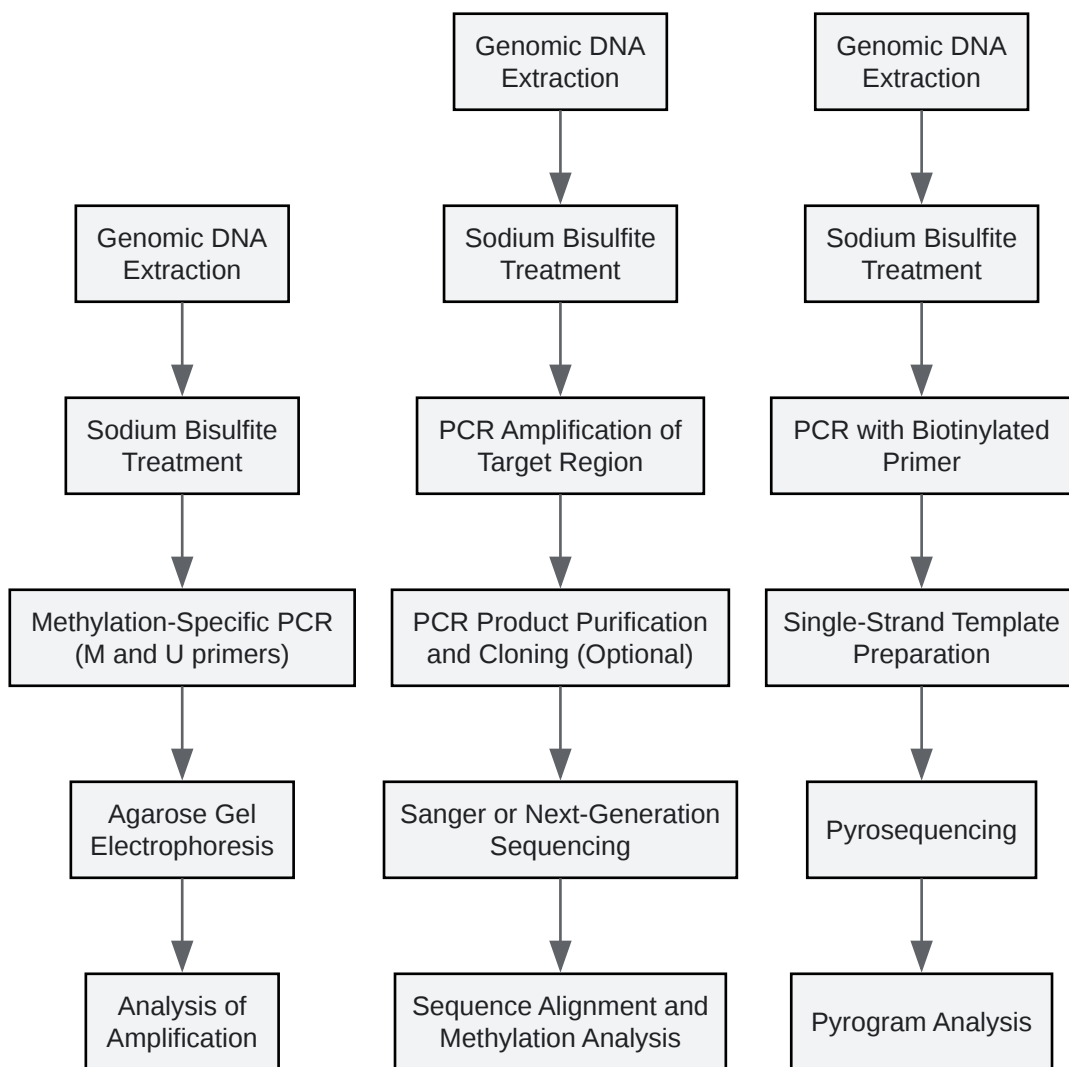 Genomic DNA
Extraction
Sodium Bisulfite
Treatment
Methylation-Specific PCR
(M and U primers)
Agarose Gel
Electrophoresis
Analysis of
Amplification
Genomic DNA
Extraction
Sodium Bisulfite
Treatment
PCR Amplification of
Target Region
PCR Product Purification
and Cloning (Optional)
Sanger or Next-Generation
Sequencing
Sequence Alignment and
Methylation Analysis
Genomic DNA
Extraction
Sodium Bisulfite
Treatment
PCR with Biotinylated
Primer
Single-Strand Template
Preparation
Pyrosequencing
Pyrogram Analysis